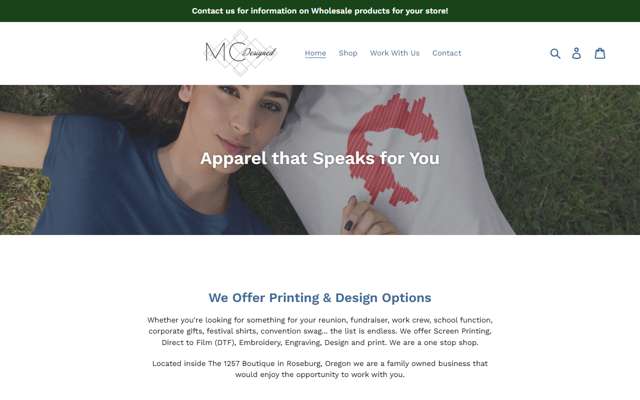 Contact us for information on Wholesale products for your store!
MC Designed
Home Shop Work With Us Contact
Apparel that Speaks for You
We Offer Printing & Design Options
Whether you're looking for something for your reunion, fundraiser, work crew, school function,
corporate gifts, festival shirts, convention swag... the list is endless. We offer Screen Printing,
Direct to Film (DTF), Embroidery, Engraving, Design and print. We are a one stop shop.
Located inside The 1257 Boutique in Roseburg, Oregon we are a family owned business that
would enjoy the opportunity to work with you.